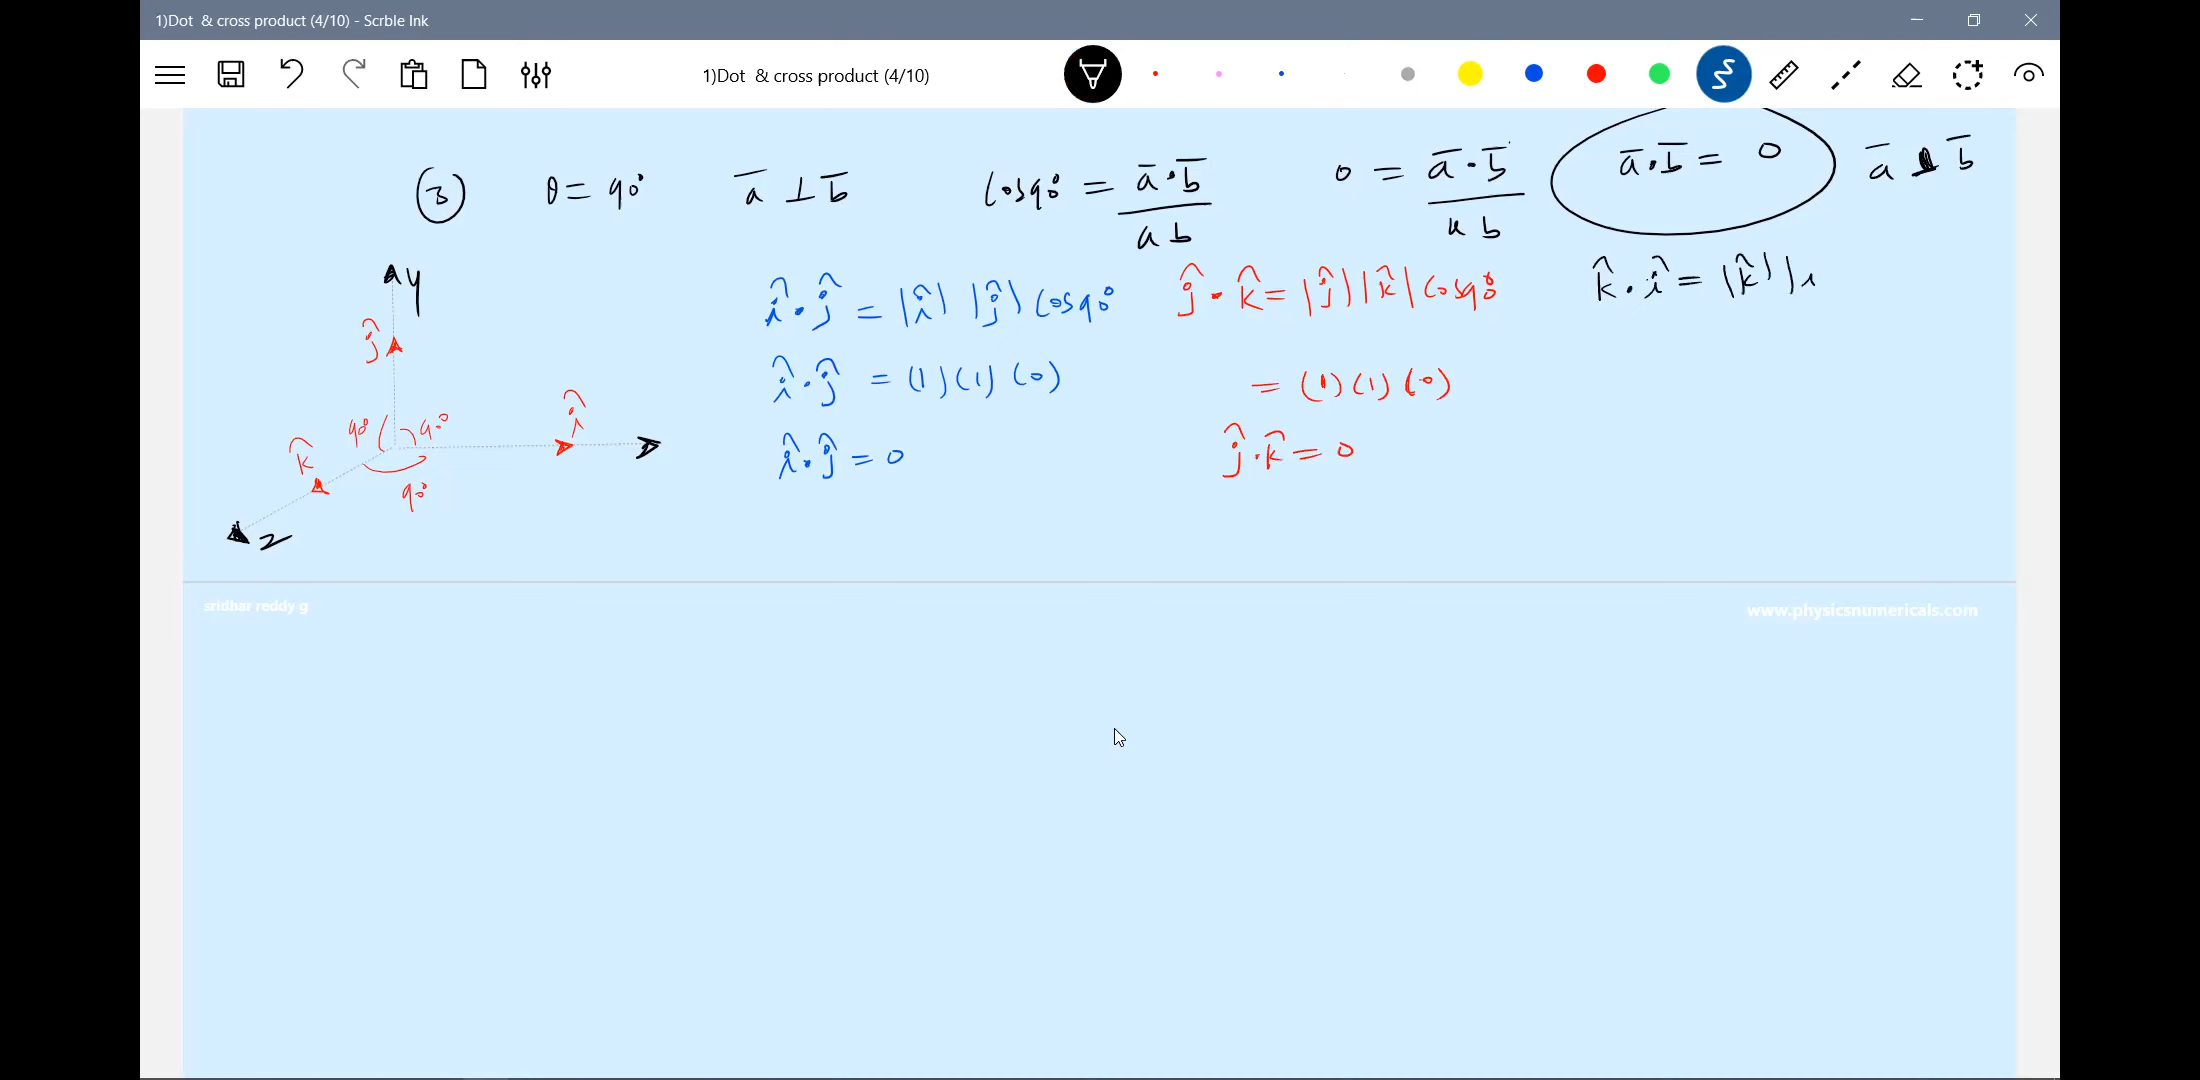 1)Dot & cross product (4/10) - Scrble Ink
1)Dot & cross product (4/10)
③ θ = 90° a̅ ⊥ b̅ Cos90° = a̅·b̅ / ab 0 = a̅·b̅ / ab a̅·b̅ = 0 a̅ ⊥ b̅
y
ĵ
î
k̂
90° 90°
90°
z
î·ĵ = |î| |ĵ| Cos90°
î·ĵ = (1)(1)(0)
î·ĵ = 0
ĵ·k̂ = |ĵ||k̂| Cos90°
= (1)(1)(0)
ĵ·k̂ = 0
k̂·î = |k̂| |i
sridhar reddy g
www.physicsnumericals.com